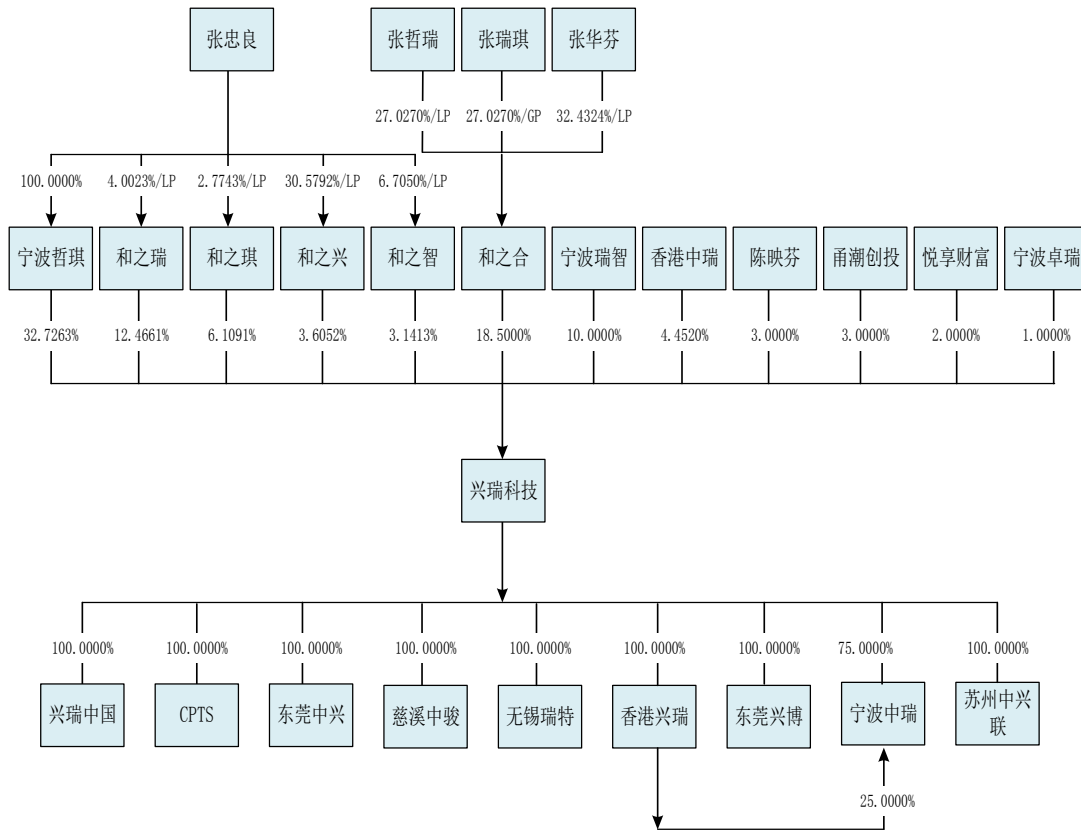 张忠良
张哲瑞
张瑞琪
张华芬
27.0270%/LP
27.0270%/GP
32.4324%/LP
100.0000%
4.0023%/LP
2.7743%/LP
30.5792%/LP
6.7050%/LP
宁波哲琪
和之瑞
和之琪
和之兴
和之智
和之合
宁波瑞智
香港中瑞
陈映芬
甬潮创投
悦享财富
宁波卓瑞
32.7263%
12.4661%
6.1091%
3.6052%
3.1413%
18.5000%
10.0000%
4.4520%
3.0000%
3.0000%
2.0000%
1.0000%
兴瑞科技
100.0000%
100.0000%
100.0000%
100.0000%
100.0000%
100.0000%
100.0000%
75.0000%
100.0000%
兴瑞中国
CPTS
东莞中兴
慈溪中骏
无锡瑞特
香港兴瑞
东莞兴博
宁波中瑞
苏州中兴
联
25.0000%